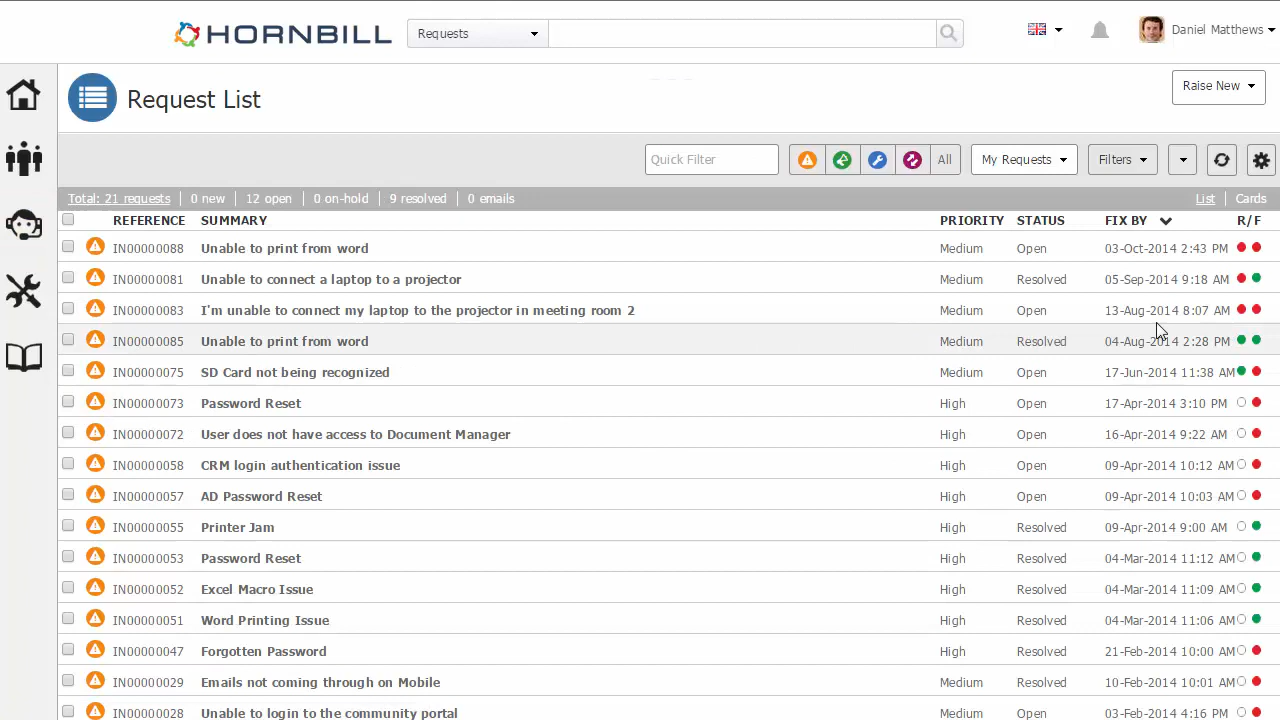 HORNBILL Requests Daniel Matthews
Request List Raise New
Quick Filter All My Requests Filters
Total: 21 requests 0 new 12 open 0 on-hold 9 resolved 0 emails List Cards
REFERENCE SUMMARY PRIORITY STATUS FIX BY R/F
IN00000088 Unable to print from word Medium Open 03-Oct-2014 2:43 PM
IN00000081 Unable to connect a laptop to a projector Medium Resolved 05-Sep-2014 9:18 AM
IN00000083 I'm unable to connect my laptop to the projector in meeting room 2 Medium Open 13-Aug-2014 8:07 AM
IN00000085 Unable to print from word Medium Resolved 04-Aug-2014 2:28 PM
IN00000075 SD Card not being recognized Medium Open 17-Jun-2014 11:38 AM
IN00000073 Password Reset High Open 17-Apr-2014 3:10 PM
IN00000072 User does not have access to Document Manager High Open 16-Apr-2014 9:22 AM
IN00000058 CRM login authentication issue High Open 09-Apr-2014 10:12 AM
IN00000057 AD Password Reset High Open 09-Apr-2014 10:03 AM
IN00000055 Printer Jam High Resolved 09-Apr-2014 9:00 AM
IN00000053 Password Reset High Resolved 04-Mar-2014 11:12 AM
IN00000052 Excel Macro Issue High Resolved 04-Mar-2014 11:09 AM
IN00000051 Word Printing Issue High Resolved 04-Mar-2014 11:06 AM
IN00000047 Forgotten Password High Resolved 21-Feb-2014 10:00 AM
IN00000029 Emails not coming through on Mobile Medium Resolved 10-Feb-2014 10:01 AM
IN00000028 Unable to login to the community portal Medium Open 03-Feb-2014 4:16 PM